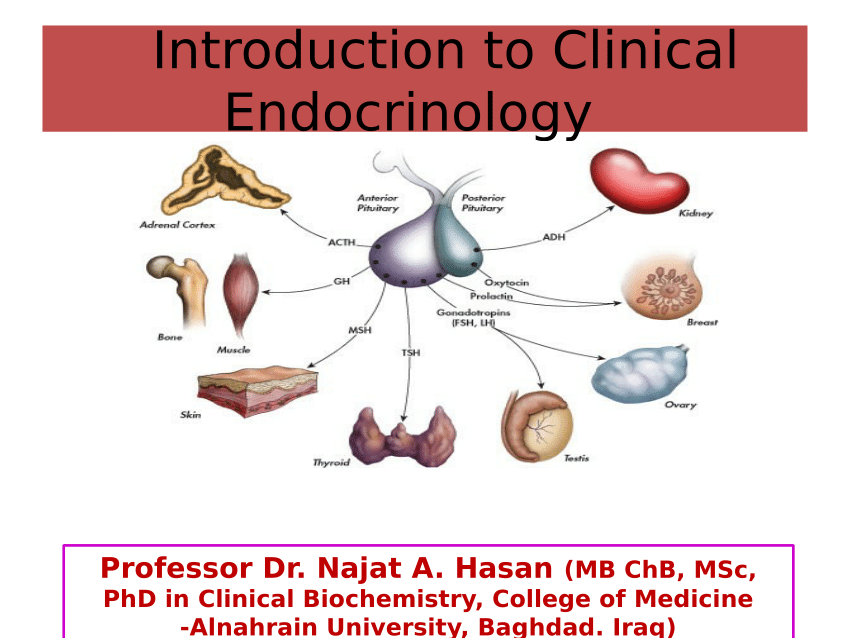 Introduction to Clinical
Endocrinology
Anterior
Pituitary
Posterior
Pituitary
Adrenal Cortex
Kidney
ACTH
ADH
GH
Oxytocin
Prolactin
Gonadotropins
(FSH, LH)
Bone
Muscle
Breast
MSH
TSH
Skin
Ovary
Thyroid
Testis
Professor Dr. Najat A. Hasan (MB ChB, MSc,
PhD in Clinical Biochemistry, College of Medicine
-Alnahrain University, Baghdad. Iraq)